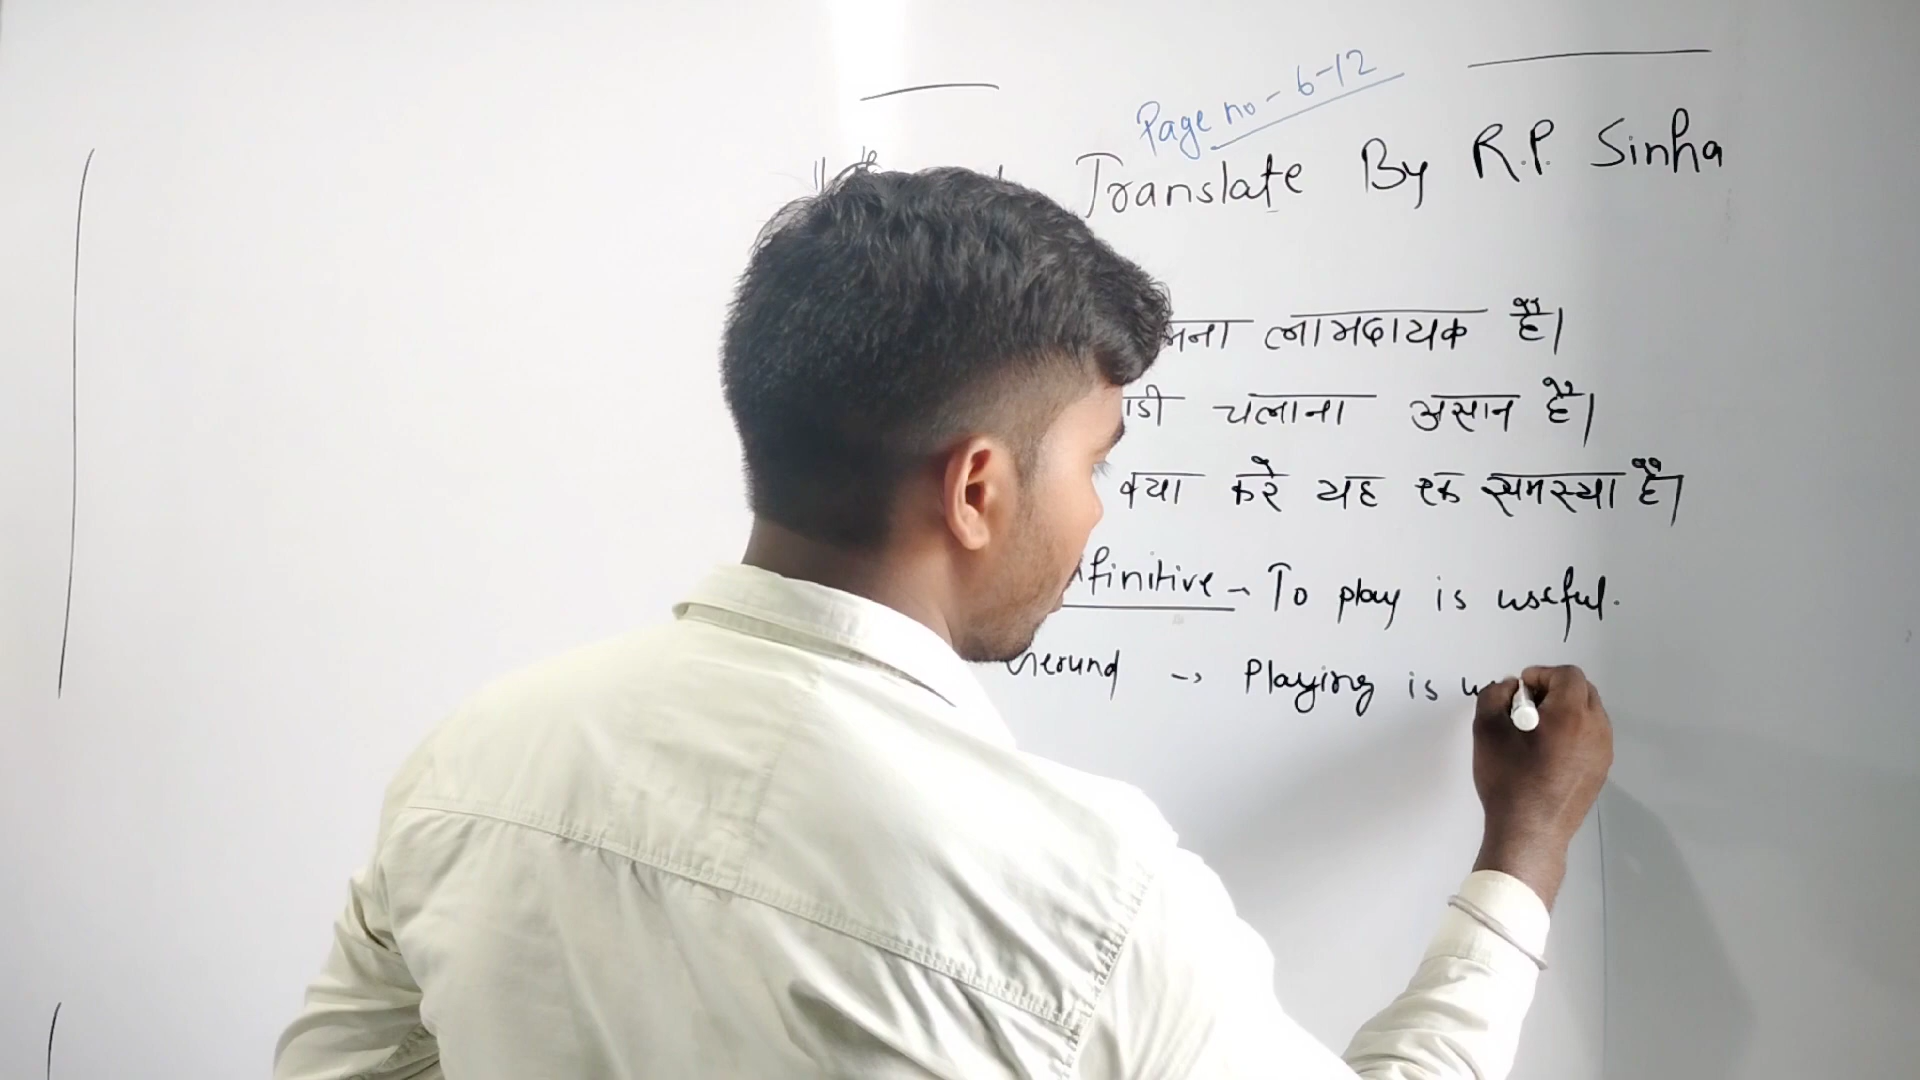 Page no - 6-12
Translate By R.P. Sinha
लाभदायक है।
चलाना असान है।
क्या करे यह एक समस्या है।
finitive → To play is useful.
Gerund → Playing is